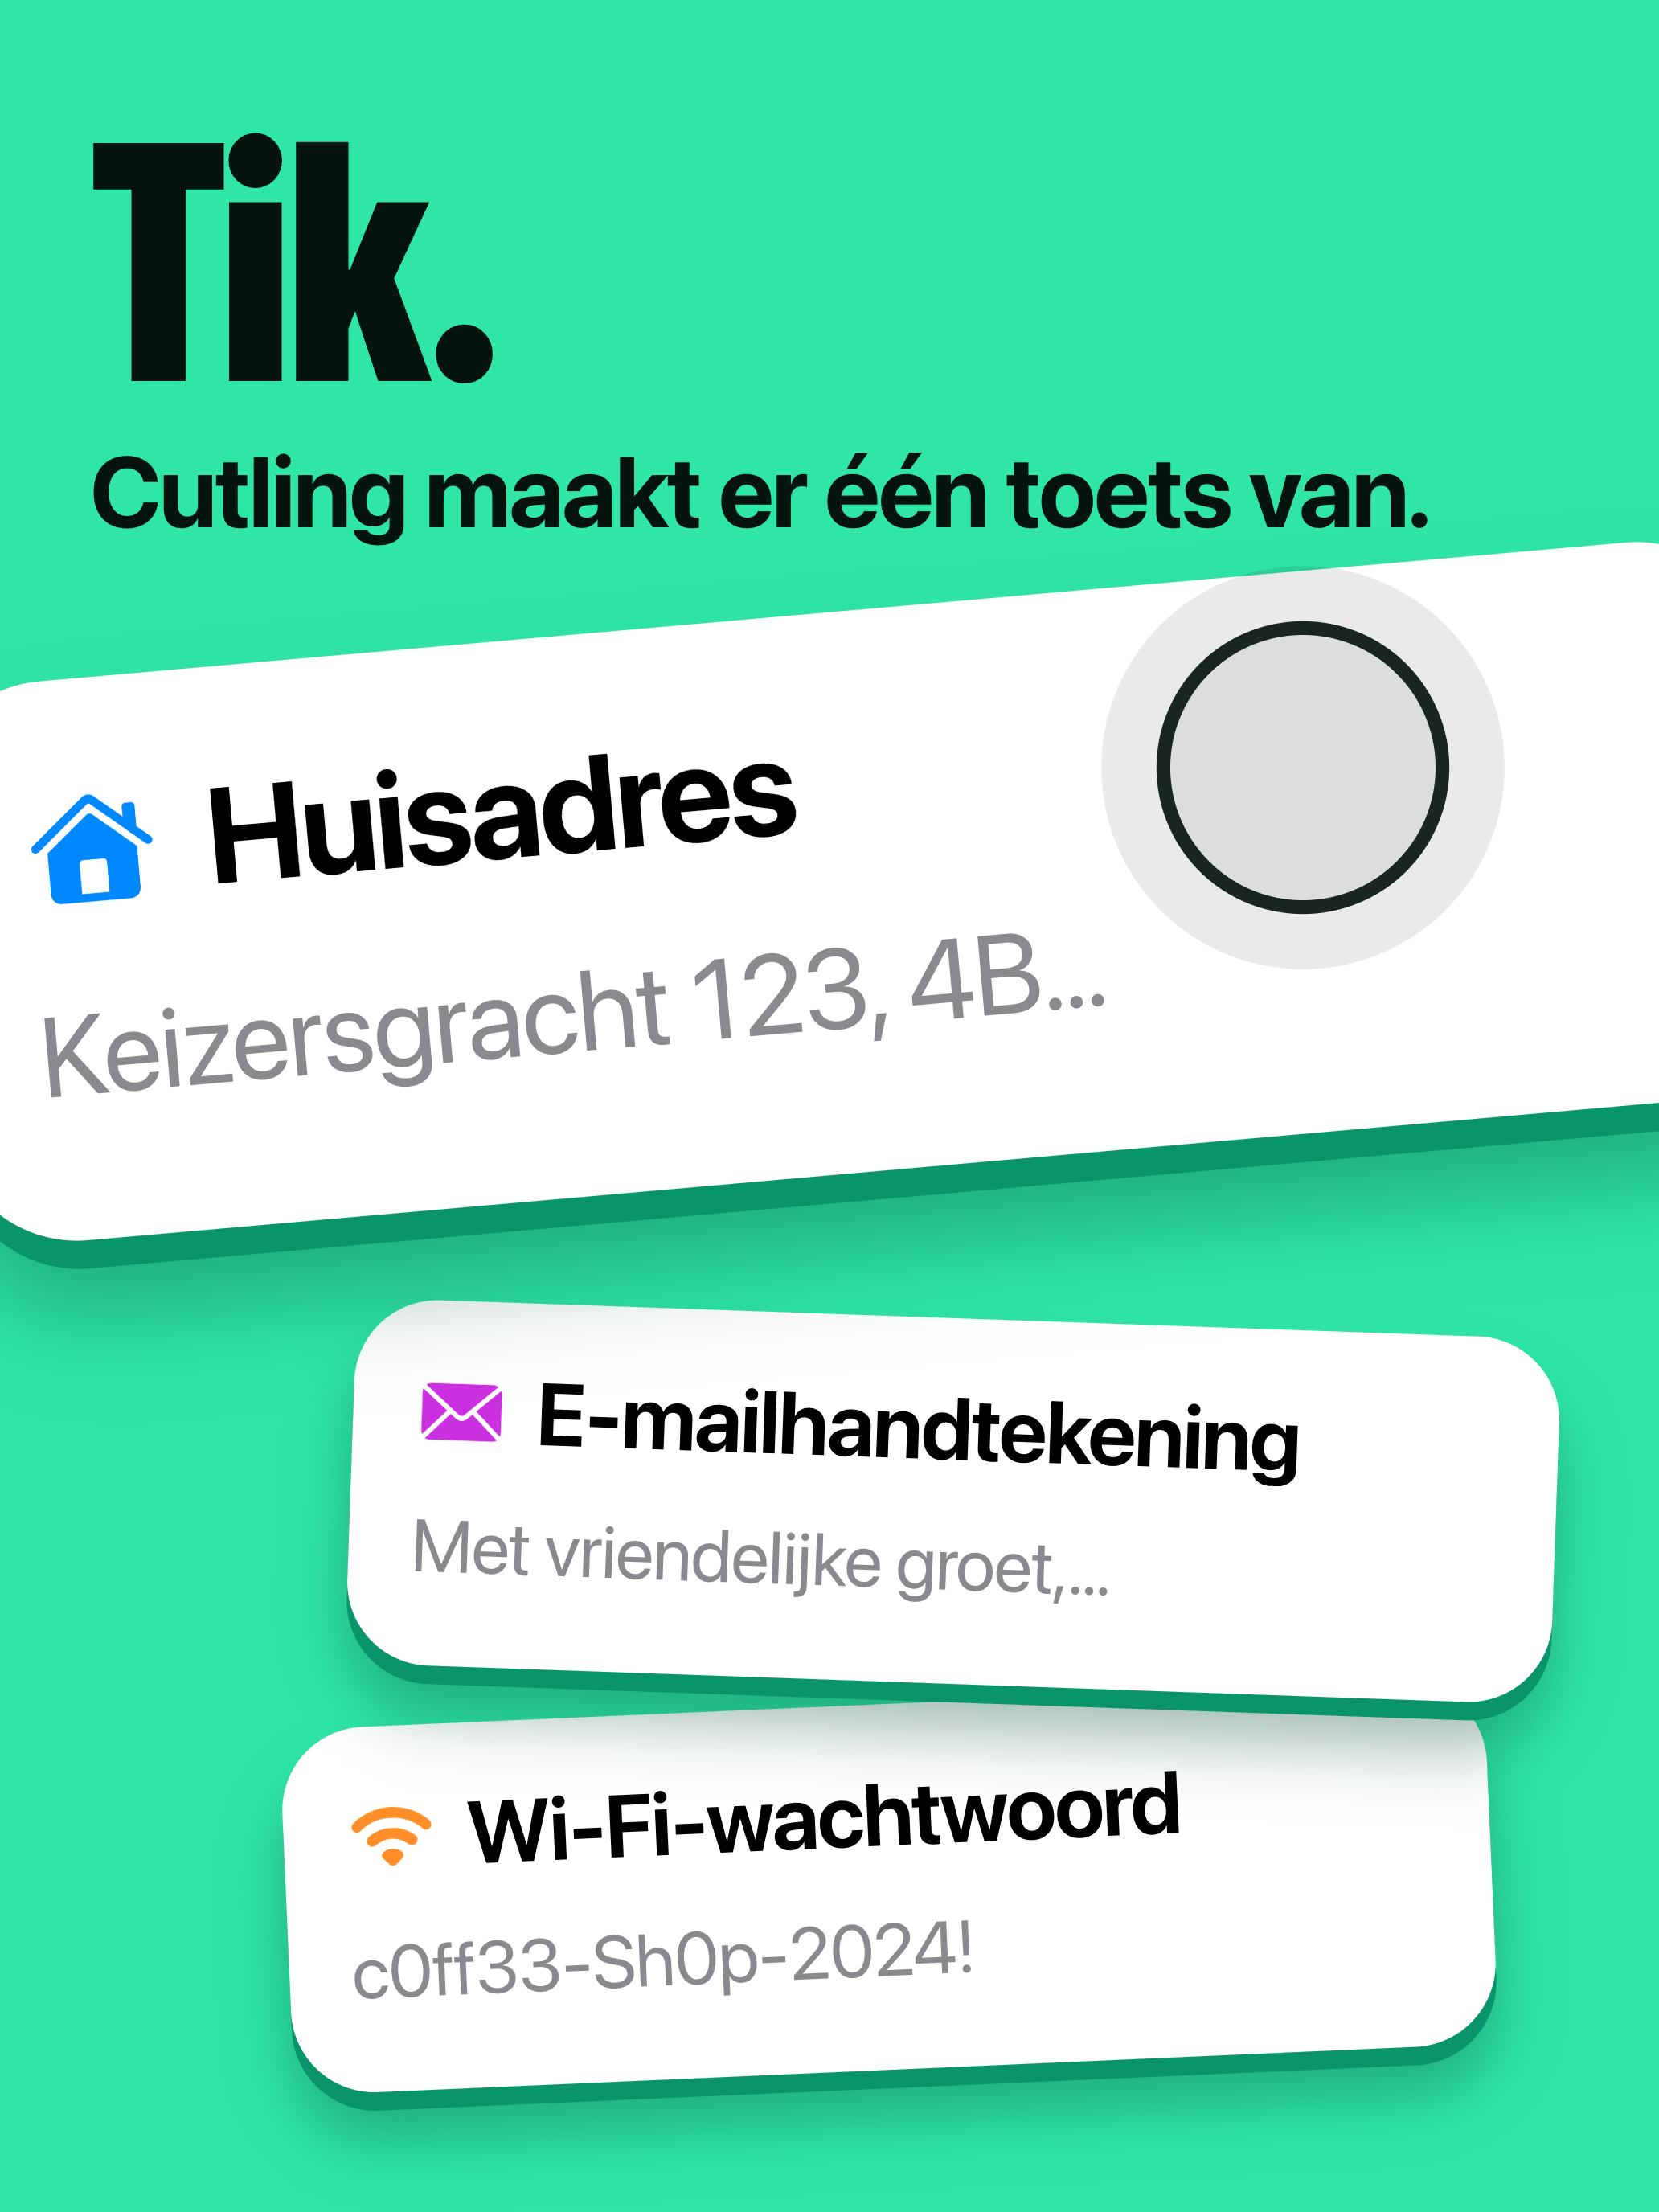 Tik.
Cutling maakt er één toets van.
Huisadres
Keizersgracht 123, 4B...
E-mailhandtekening
Met vriendelijke groet,...
Wi-Fi-wachtwoord
c0ff33-Sh0p-2024!